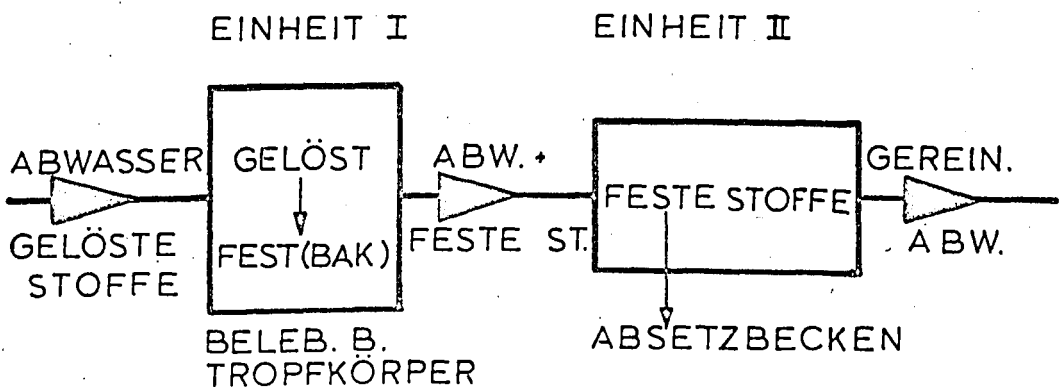 EINHEIT I
EINHEIT II
ABWASSER
GELÖSTE
STOFFE
GELÖST
FEST(BAK)
BELEB. B.
TROPFKÖRPER
ABW. +
FESTE ST.
FESTE STOFFE
ABSETZBECKEN
GEREIN.
ABW.